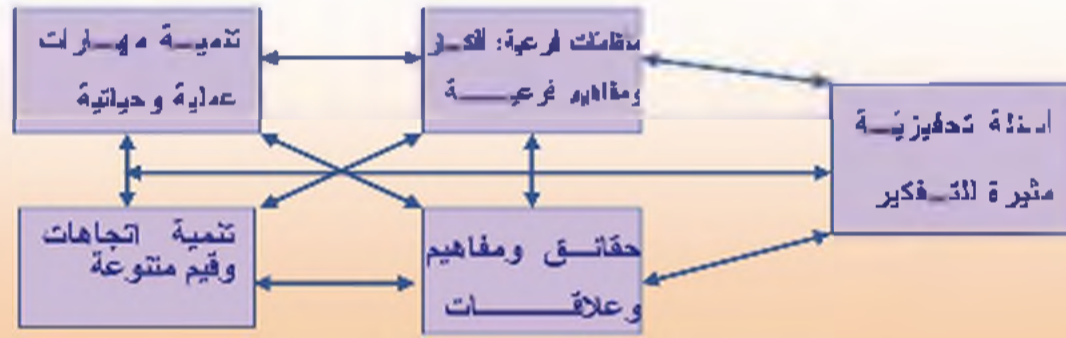 تنمية مهارات
عملية وحياتية
منظمات فرعية: أفكار
ومفاهيم فرعية
أسئلة تحفيزية
مثيرة للتفكير
تنمية اتجاهات
وقيم متنوعة
حقائق ومفاهيم
وعلاقات